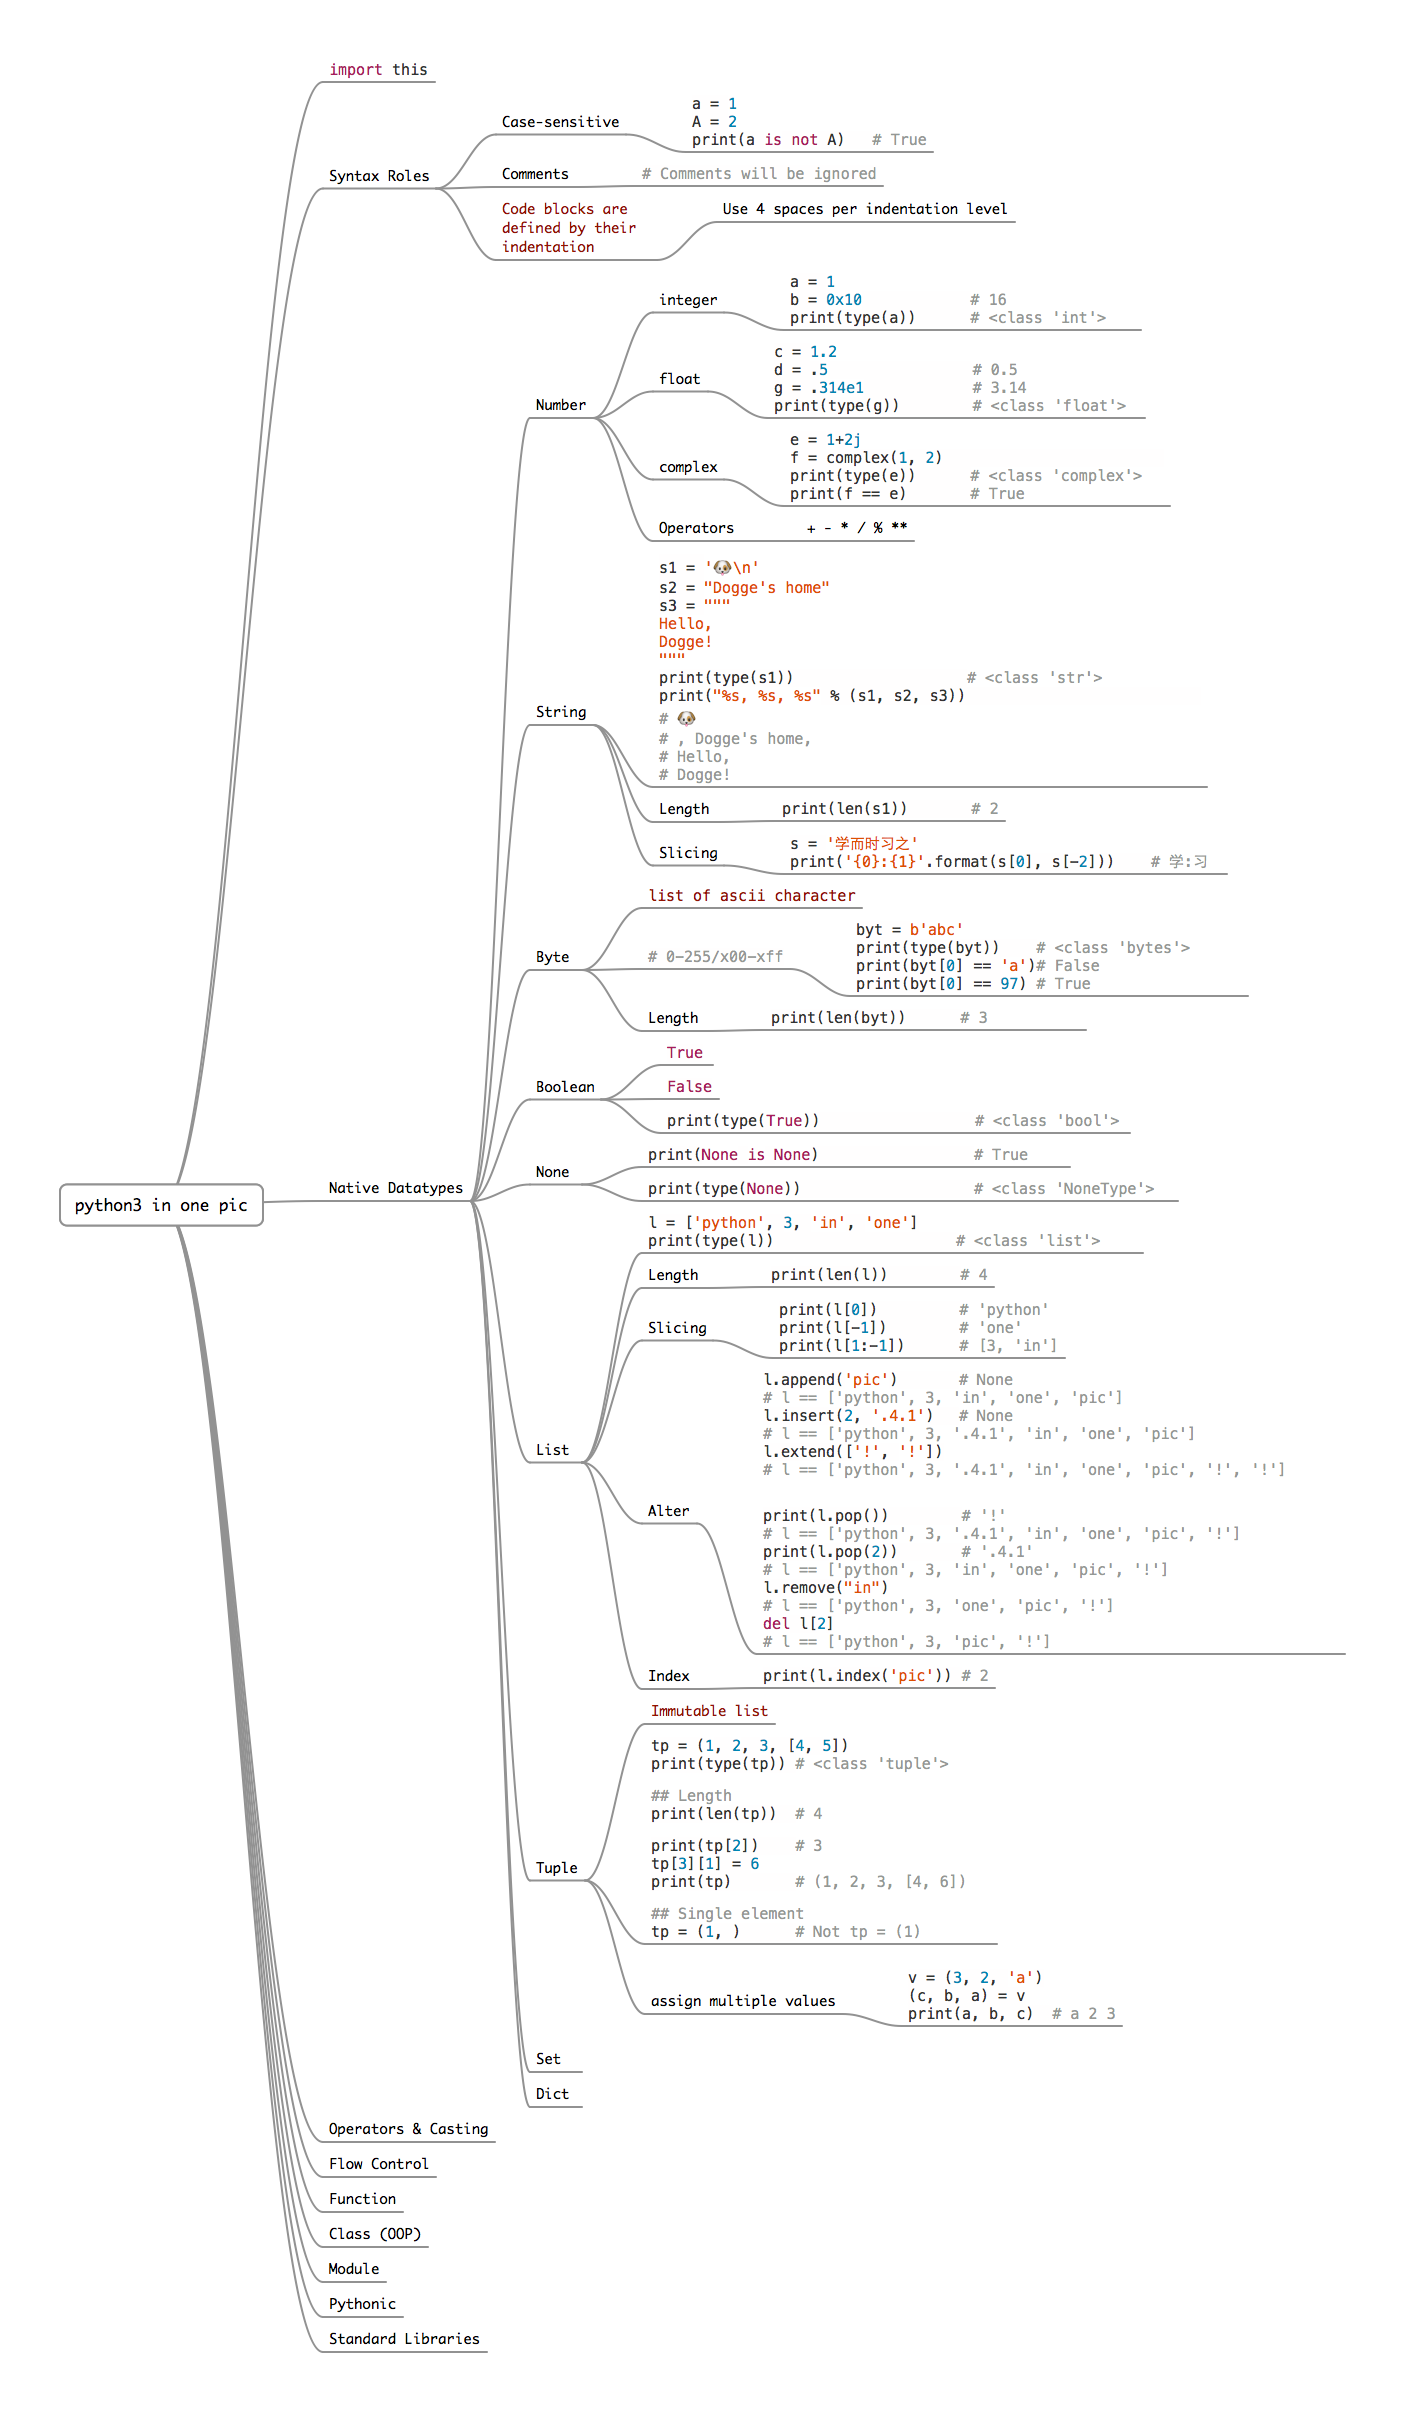 import this
Case-sensitive
a = 1
A = 2
print(a is not A)   # True
Syntax Roles
Comments
# Comments will be ignored
Code blocks are
defined by their
indentation
Use 4 spaces per indentation level
integer
a = 1
b = 0x10            # 16
print(type(a))      # <class 'int'>
float
c = 1.2
d = .5                # 0.5
g = .314e1            # 3.14
print(type(g))        # <class 'float'>
Number
complex
e = 1+2j
f = complex(1, 2)
print(type(e))      # <class 'complex'>
print(f == e)       # True
Operators
+ - * / % **
s1 = '🐶\n'
s2 = "Dogge's home"
s3 = """
Hello,
Dogge!
"""
print(type(s1))                   # <class 'str'>
print("%s, %s, %s" % (s1, s2, s3))
# 🐶
# , Dogge's home,
# Hello,
# Dogge!
String
Length
print(len(s1))       # 2
Slicing
s = '学而时习之'
print('{0}:{1}'.format(s[0], s[-2]))    # 学:习
list of ascii character
Byte
# 0-255/x00-xff
byt = b'abc'
print(type(byt))    # <class 'bytes'>
print(byt[0] == 'a')# False
print(byt[0] == 97) # True
Length
print(len(byt))      # 3
True
Boolean
False
print(type(True))                 # <class 'bool'>
None
print(None is None)                 # True
print(type(None))                   # <class 'NoneType'>
python3 in one pic
Native Datatypes
l = ['python', 3, 'in', 'one']
print(type(l))                    # <class 'list'>
Length
print(len(l))        # 4
Slicing
print(l[0])         # 'python'
print(l[-1])        # 'one'
print(l[1:-1])      # [3, 'in']
List
Alter
l.append('pic')       # None
# l == ['python', 3, 'in', 'one', 'pic']
l.insert(2, '.4.1')   # None
# l == ['python', 3, '.4.1', 'in', 'one', 'pic']
l.extend(['!', '!'])
# l == ['python', 3, '.4.1', 'in', 'one', 'pic', '!', '!']
print(l.pop())        # '!'
# l == ['python', 3, '.4.1', 'in', 'one', 'pic', '!']
print(l.pop(2))       # '.4.1'
# l == ['python', 3, 'in', 'one', 'pic', '!']
l.remove("in")
# l == ['python', 3, 'one', 'pic', '!']
del l[2]
# l == ['python', 3, 'pic', '!']
Index
print(l.index('pic')) # 2
Immutable list
tp = (1, 2, 3, [4, 5])
print(type(tp)) # <class 'tuple'>
## Length
print(len(tp))  # 4
print(tp[2])    # 3
tp[3][1] = 6
print(tp)       # (1, 2, 3, [4, 6])
## Single element
tp = (1, )      # Not tp = (1)
Tuple
assign multiple values
v = (3, 2, 'a')
(c, b, a) = v
print(a, b, c)  # a 2 3
Set
Dict
Operators & Casting
Flow Control
Function
Class (OOP)
Module
Pythonic
Standard Libraries